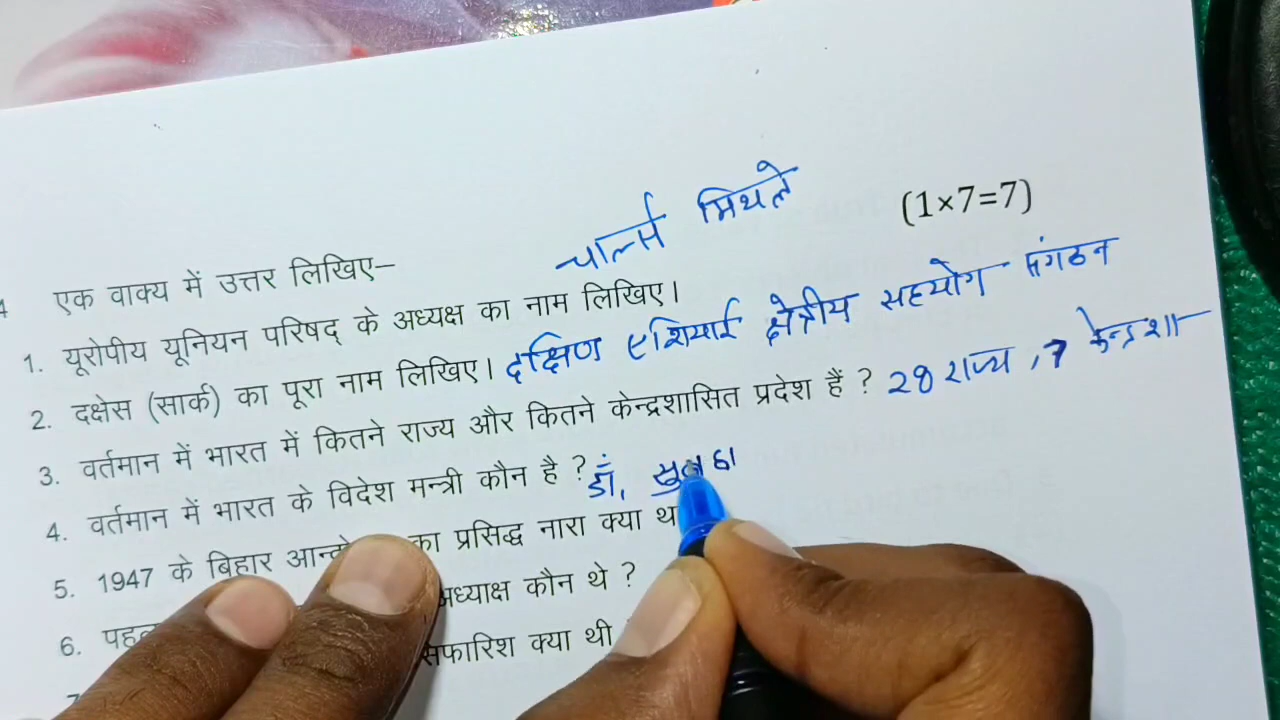 चार्ल्स मिथले
(1×7=7)
4 एक वाक्य में उत्तर लिखिए–
1. यूरोपीय यूनियन परिषद् के अध्यक्ष का नाम लिखिए।
2. दक्षेस (सार्क) का पूरा नाम लिखिए। दक्षिण एशियाई क्षेत्रीय सहयोग संगठन
3. वर्तमान में भारत में कितने राज्य और कितने केन्द्रशासित प्रदेश हैं ? 28 राज्य , 7 केन्द्रशा
4. वर्तमान में भारत के विदेश मन्त्री कौन है ? डॉ.
5. 1947 के बिहार का प्रसिद्ध नारा क्या
6. अध्याक्ष कौन थे ?
सिफारिश क्या थी